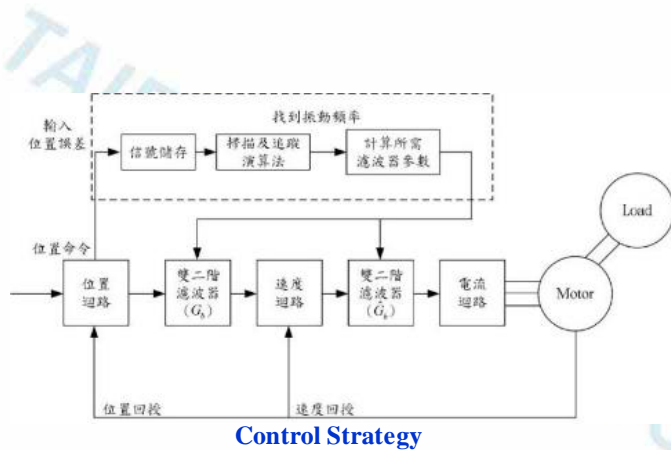 TAI
找到振動頻率
輸入
位置誤差
信號儲存
掃描及追蹤
演算法
計算所需
濾波器參數
Load
位置命令
位置
迴路
雙二階
濾波器
(G_b)
速度
迴路
雙二階
濾波器
(Ĝ_b)
電流
迴路
Motor
位置回授
速度回授
Control Strategy